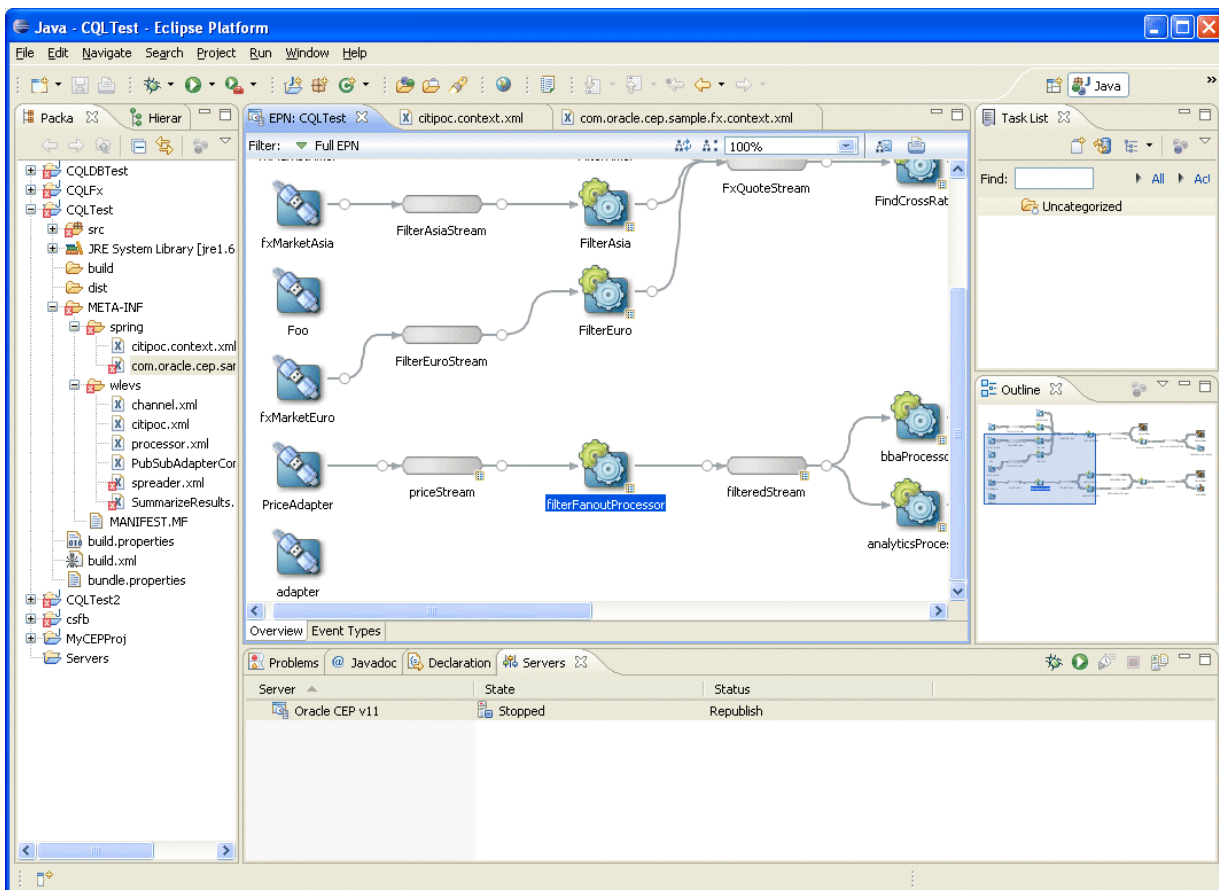 Java - CQLTest - Eclipse Platform
File Edit Navigate Search Project Run Window Help
Java
Packa
Hierar
CQLDBTest
CQLFx
CQLTest
src
JRE System Library [jre1.6
build
dist
META-INF
spring
citipoc.context.xml
com.oracle.cep.sar
wlevs
channel.xml
citipoc.xml
processor.xml
PubSubAdapterCor
spreader.xml
SummarizeResults.
MANIFEST.MF
build.properties
build.xml
bundle.properties
CQLTest2
csfb
MyCEPProj
Servers
EPN: CQLTest
citipoc.context.xml
com.oracle.cep.sample.fx.context.xml
Filter: Full EPN
100%
FxQuoteStream
FindCrossRat
fxMarketAsia
FilterAsiaStream
FilterAsia
Foo
FilterEuro
FilterEuroStream
fxMarketEuro
bbaProcesso
PriceAdapter
priceStream
filterFanoutProcessor
filteredStream
analyticsProces
adapter
Overview
Event Types
Task List
Find:
All
Uncategorized
Outline
Problems
@ Javadoc
Declaration
Servers
Server State Status
Oracle CEP v11 Stopped Republish